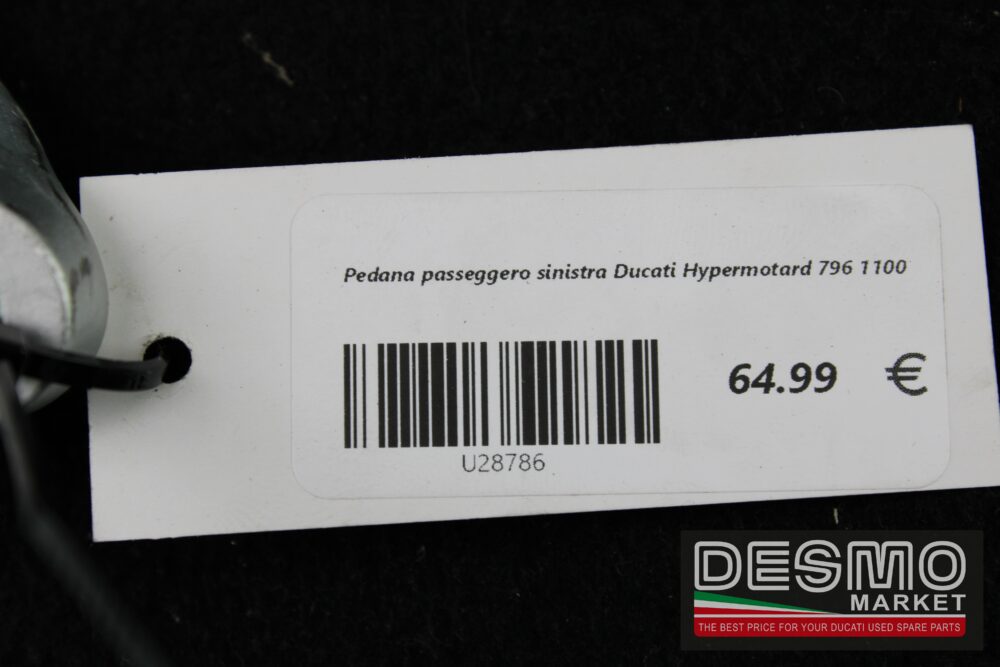 Pedana passeggero sinistra Ducati Hypermotard 796 1100
64.99 €
U28786
DESMO
MARKET
THE BEST PRICE FOR YOUR DUCATI USED SPARE PARTS